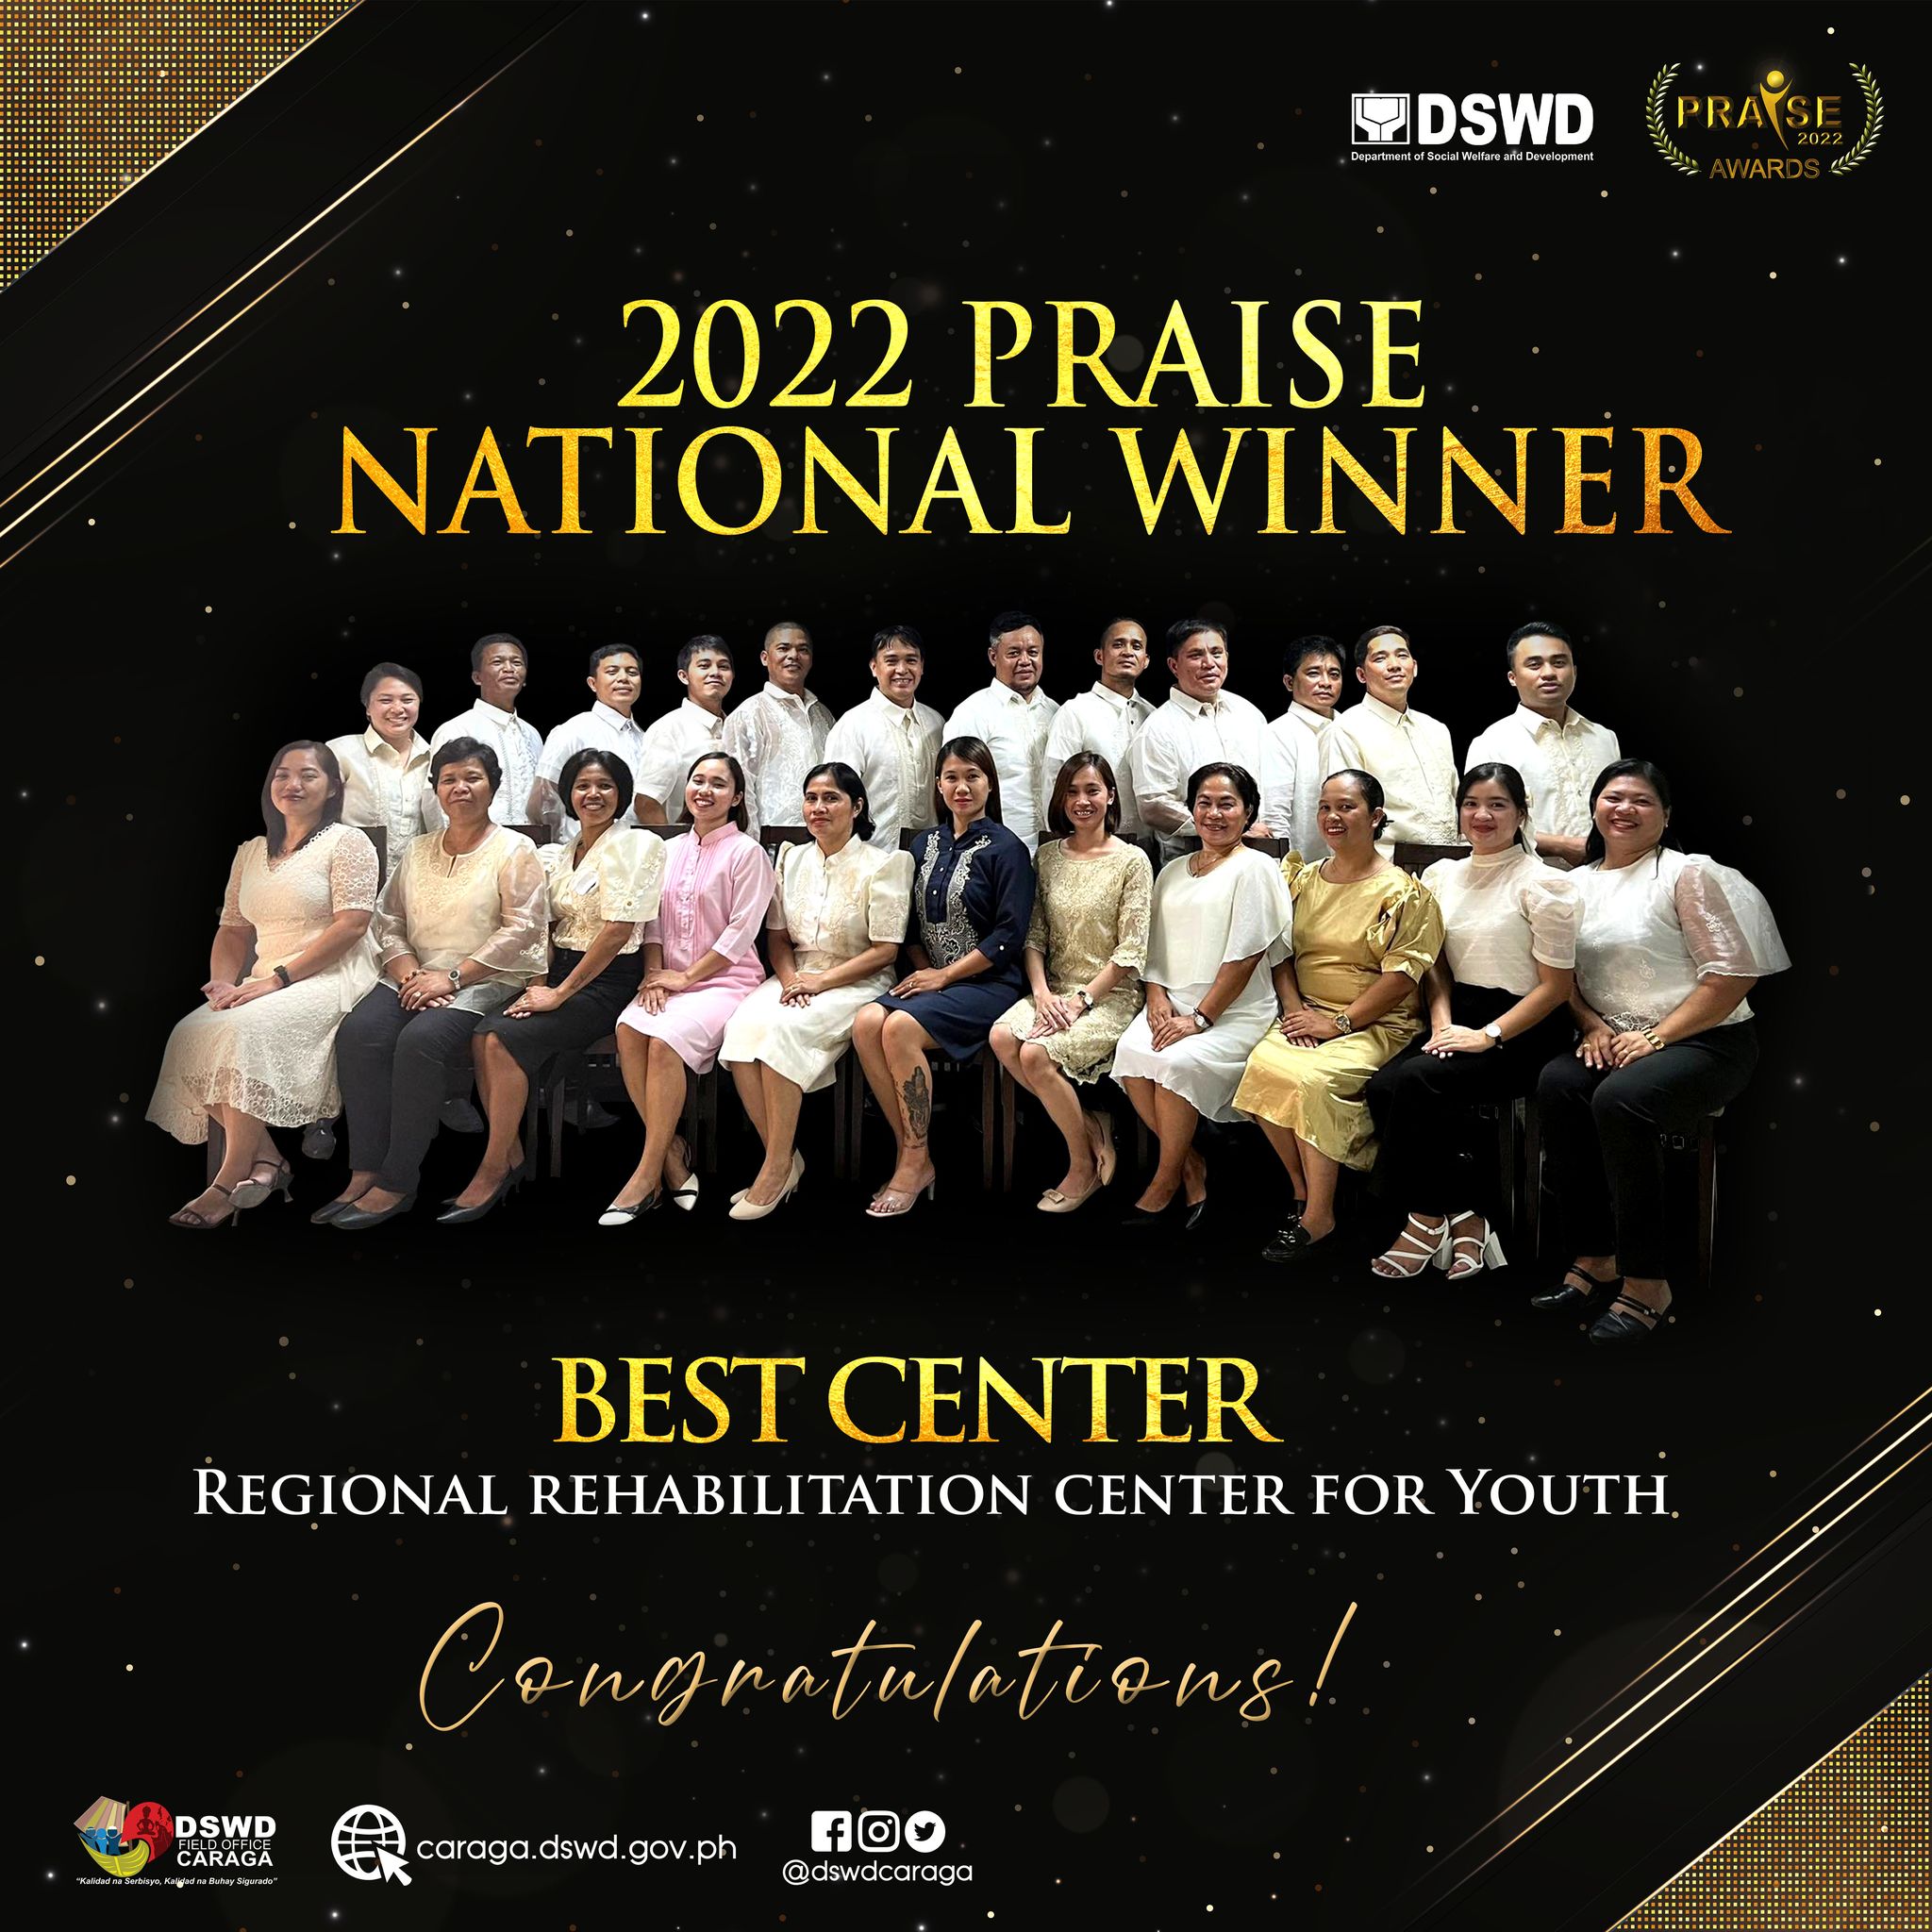 DSWD
Department of Social Welfare and Development
PRAISE
2022
AWARDS
2022 PRAISE
NATIONAL WINNER
BEST CENTER
REGIONAL REHABILITATION CENTER FOR YOUTH
Congratulations!
DSWD
FIELD OFFICE
CARAGA
"Kalidad na Serbisyo, Kalidad na Buhay Sigurado"
caraga.dswd.gov.ph
@dswdcaraga